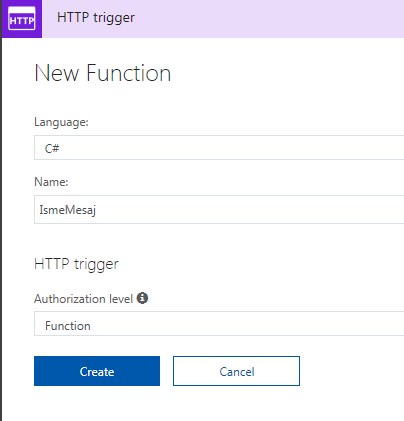 HTTP
HTTP trigger
New Function
Language:
C#
Name:
IsmeMesaj
HTTP trigger
Authorization level
Function
Create
Cancel